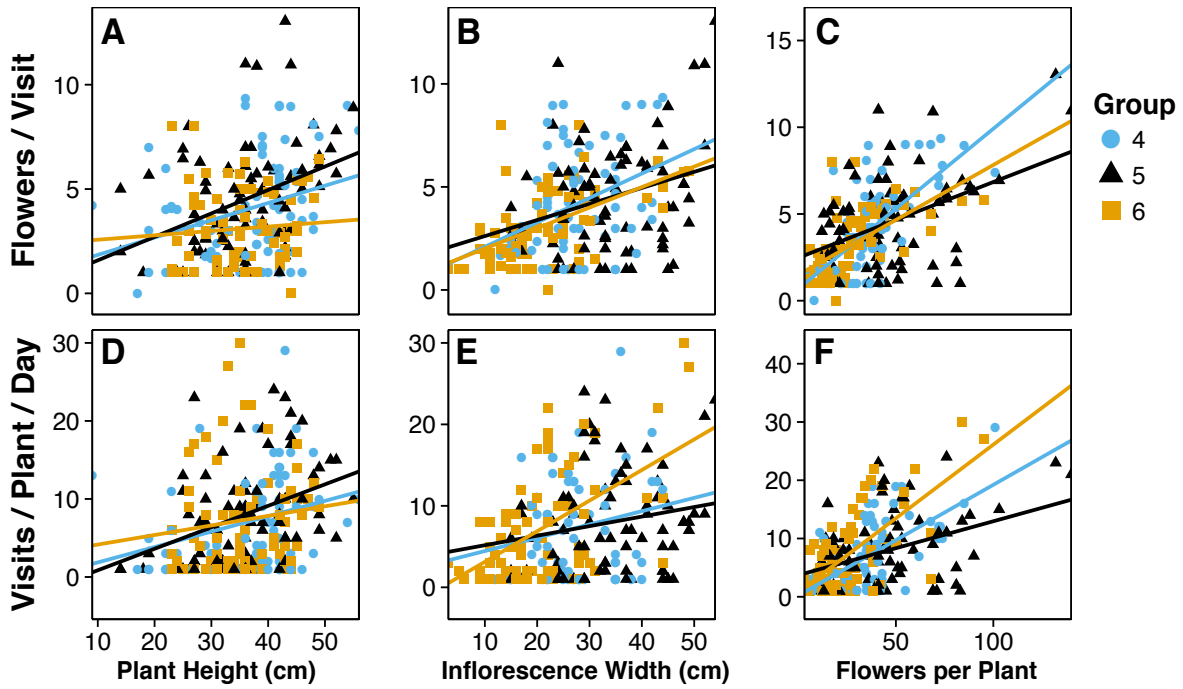 A
B
C
Flowers / Visit
10
5
0
10
5
0
15
10
5
0
Group
4
5
6
D
E
F
Visits / Plant / Day
30
20
10
0
30
20
10
0
40
30
20
10
0
10 20 30 40 50
10 20 30 40 50
50 100
Plant Height (cm)
Inflorescence Width (cm)
Flowers per Plant